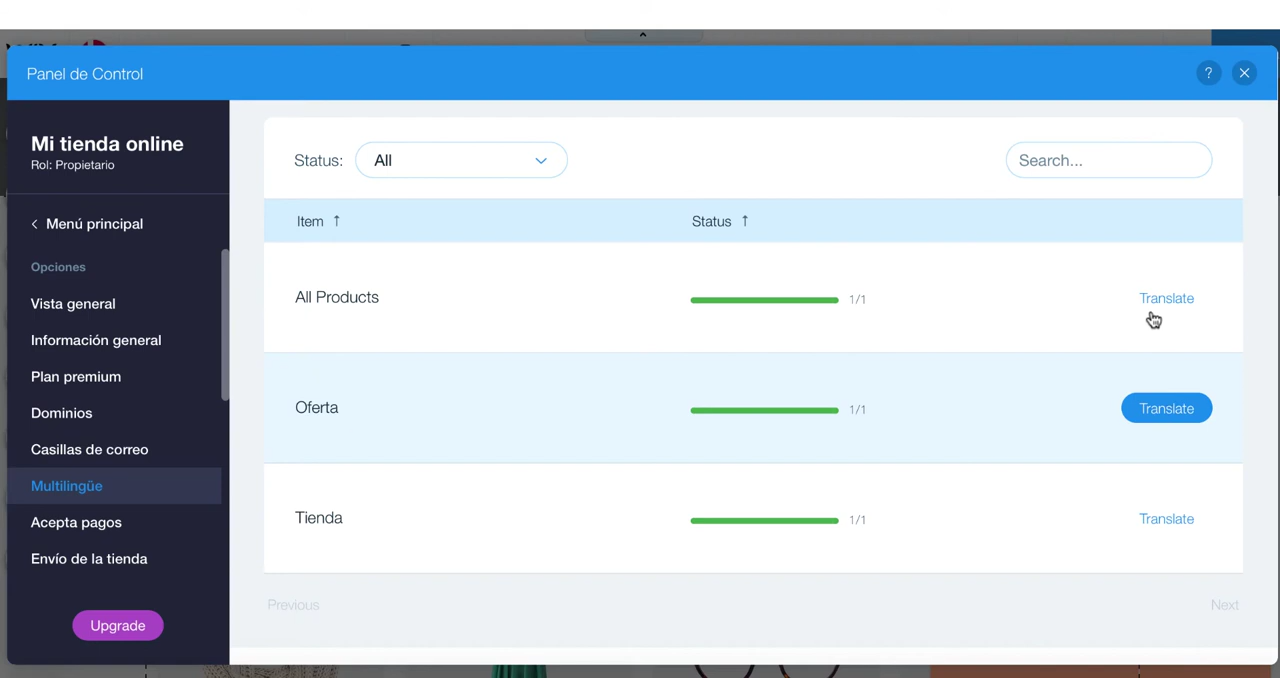 Panel de Control
?
Mi tienda online
Rol: Propietario
Menú principal
Opciones
Vista general
Información general
Plan premium
Dominios
Casillas de correo
Multilingüe
Acepta pagos
Envío de la tienda
Upgrade
Status: All
Search...
Item ↑ Status ↑
All Products 1/1 Translate
Oferta 1/1 Translate
Tienda 1/1 Translate
Previous Next